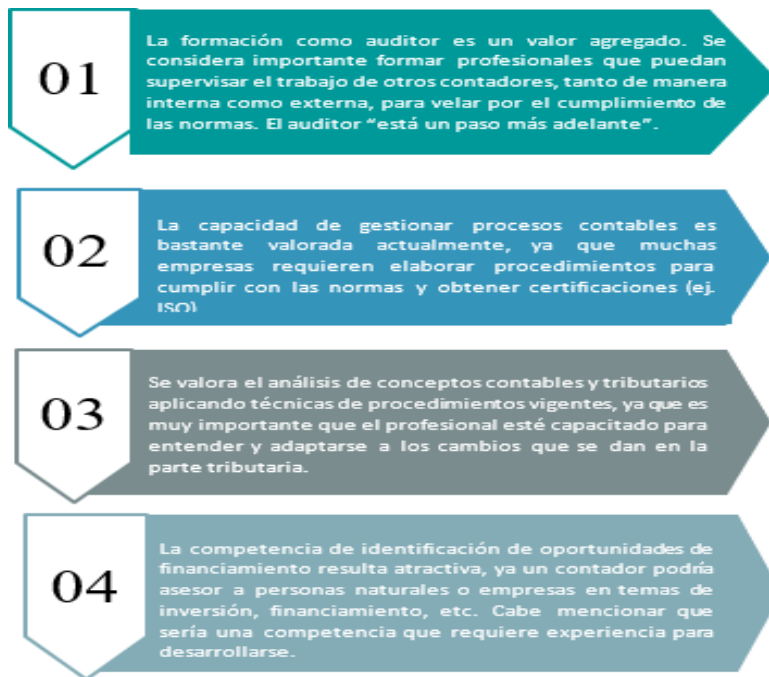 01
La formación como auditor es un valor agregado. Se
considera importante formar profesionales que puedan
supervisar el trabajo de otros contadores, tanto de manera
interna como externa, para velar por el cumplimiento de
las normas. El auditor “está un paso más adelante”.
02
La capacidad de gestionar procesos contables es
bastante valorada actualmente, ya que muchas
empresas requieren elaborar procedimientos para
cumplir con las normas y obtener certificaciones (ej.
ISO)
03
Se valora el análisis de conceptos contables y tributarios
aplicando técnicas de procedimientos vigentes, ya que es
muy importante que el profesional esté capacitado para
entender y adaptarse a los cambios que se dan en la
parte tributaria.
04
La competencia de identificación de oportunidades de
financiamiento resulta atractiva, ya un contador podría
asesor a personas naturales o empresas en temas de
inversión, financiamiento, etc. Cabe mencionar que
sería una competencia que requiere experiencia para
desarrollarse.